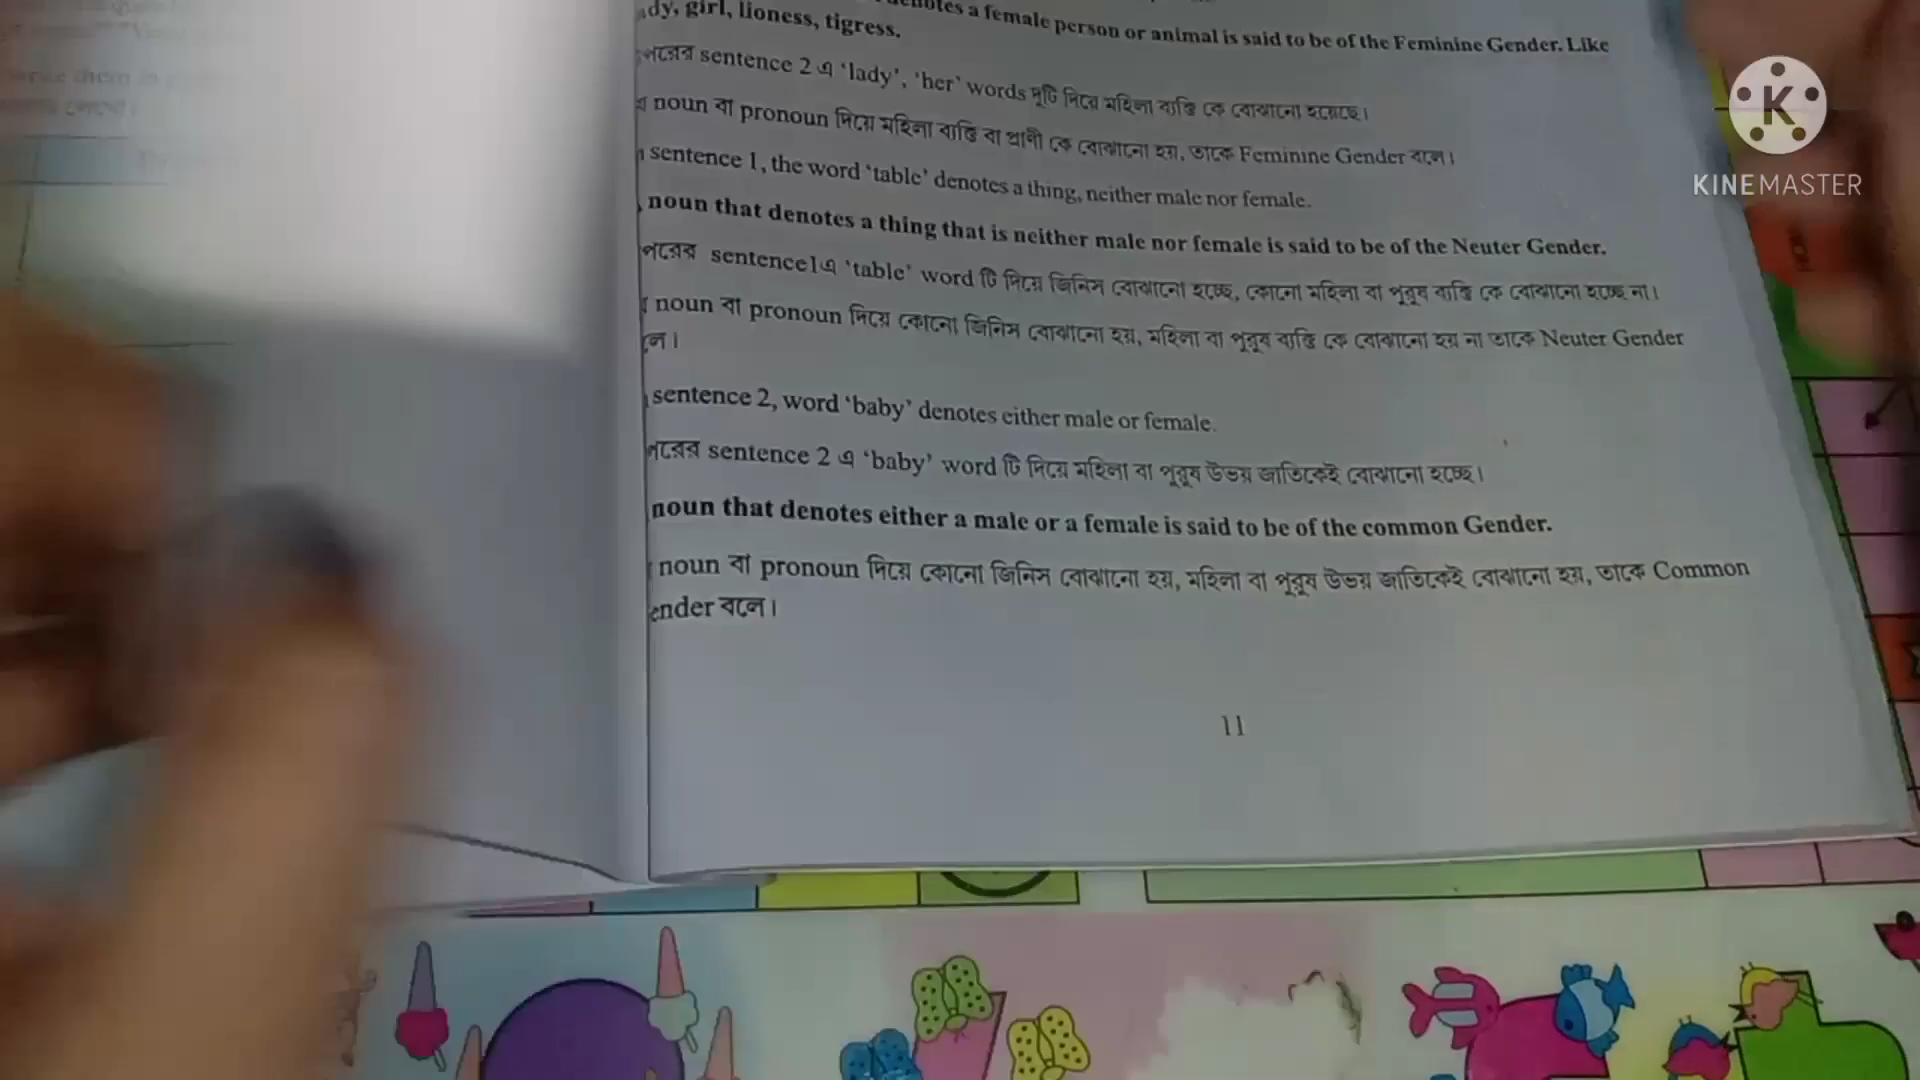 denotes a female person or animal is said to be of the Feminine Gender. Like
dy, girl, lioness, tigress.
পরের sentence 2 এ ‘lady’, ‘her’ words দুটি দিয়ে মহিলা ব্যক্তি কে বোঝানো হয়েছে।
noun বা pronoun দিয়ে মহিলা ব্যক্তি বা প্রাণী কে বোঝানো হয়, তাকে Feminine Gender বলে।
sentence 1, the word ‘table’ denotes a thing, neither male nor female.
noun that denotes a thing that is neither male nor female is said to be of the Neuter Gender.
পরের sentence1এ ‘table’ word টি দিয়ে জিনিস বোঝানো হচ্ছে, কোনো মহিলা বা পুরুষ ব্যক্তি কে বোঝানো হচ্ছে না।
noun বা pronoun দিয়ে কোনো জিনিস বোঝানো হয়, মহিলা বা পুরুষ ব্যক্তি কে বোঝানো হয় না তাকে Neuter Gender
লে।
sentence 2, word ‘baby’ denotes either male or female.
পরের sentence 2 এ ‘baby’ word টি দিয়ে মহিলা বা পুরুষ উভয় জাতিকেই বোঝানো হচ্ছে।
noun that denotes either a male or a female is said to be of the common Gender.
noun বা pronoun দিয়ে কোনো জিনিস বোঝানো হয়, মহিলা বা পুরুষ উভয় জাতিকেই বোঝানো হয়, তাকে Common
ender বলে।
11
K
KINEMASTER